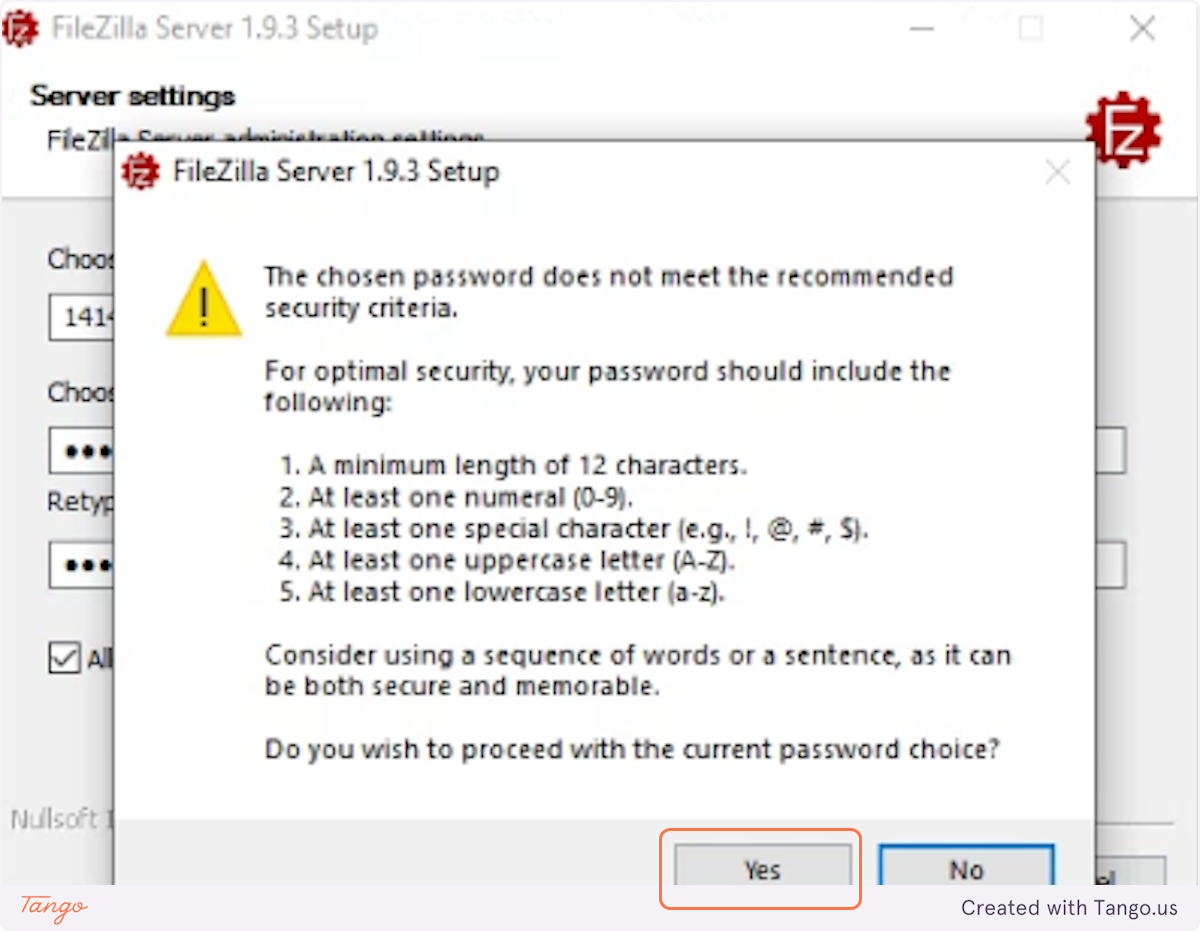 FileZilla Server 1.9.3 Setup
Server settings
FileZilla Server administration settings
FileZilla Server 1.9.3 Setup
Choos
1414
The chosen password does not meet the recommended
security criteria.
For optimal security, your password should include the
following:
Choos
1. A minimum length of 12 characters.
2. At least one numeral (0-9).
Retyp
3. At least one special character (e.g., !, @, #, $).
4. At least one uppercase letter (A-Z).
5. At least one lowercase letter (a-z).
All
Consider using a sequence of words or a sentence, as it can
be both secure and memorable.
Do you wish to proceed with the current password choice?
Nullsoft
Yes
No
el
Tango
Created with Tango.us